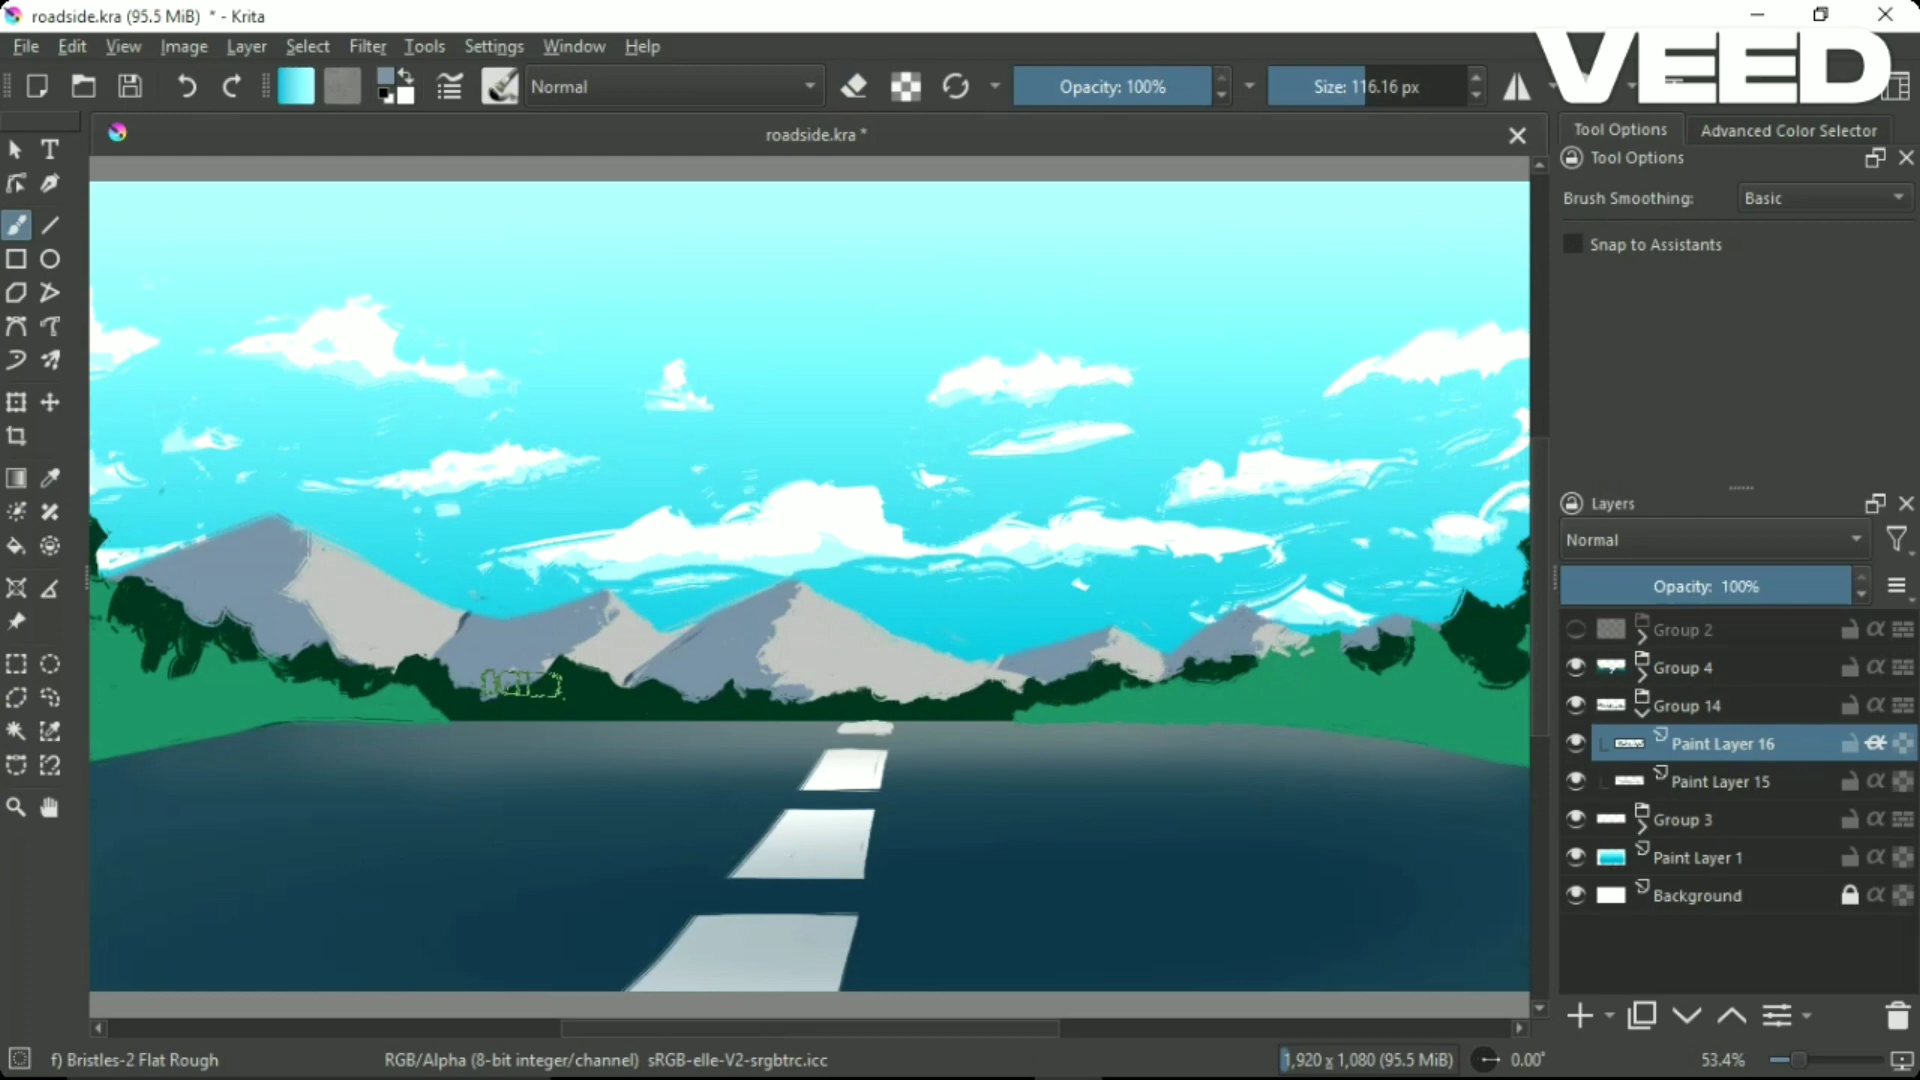 roadside.kra (95.5 MiB) * - Krita
File Edit View Image Layer Select Filter Tools Settings Window Help
VEED
Normal
Opacity: 100%
Size: 116.16 px
roadside.kra *
Tool Options
Advanced Color Selector
Tool Options
Brush Smoothing:
Basic
Snap to Assistants
Layers
Normal
Opacity: 100%
Group 2
Group 4
Group 14
Paint Layer 16
Paint Layer 15
Group 3
Paint Layer 1
Background
f) Bristles-2 Flat Rough
RGB/Alpha (8-bit integer/channel) sRGB-elle-V2-srgbtrc.icc
1,920 x 1,080 (95.5 MiB)
0.00°
53.4%